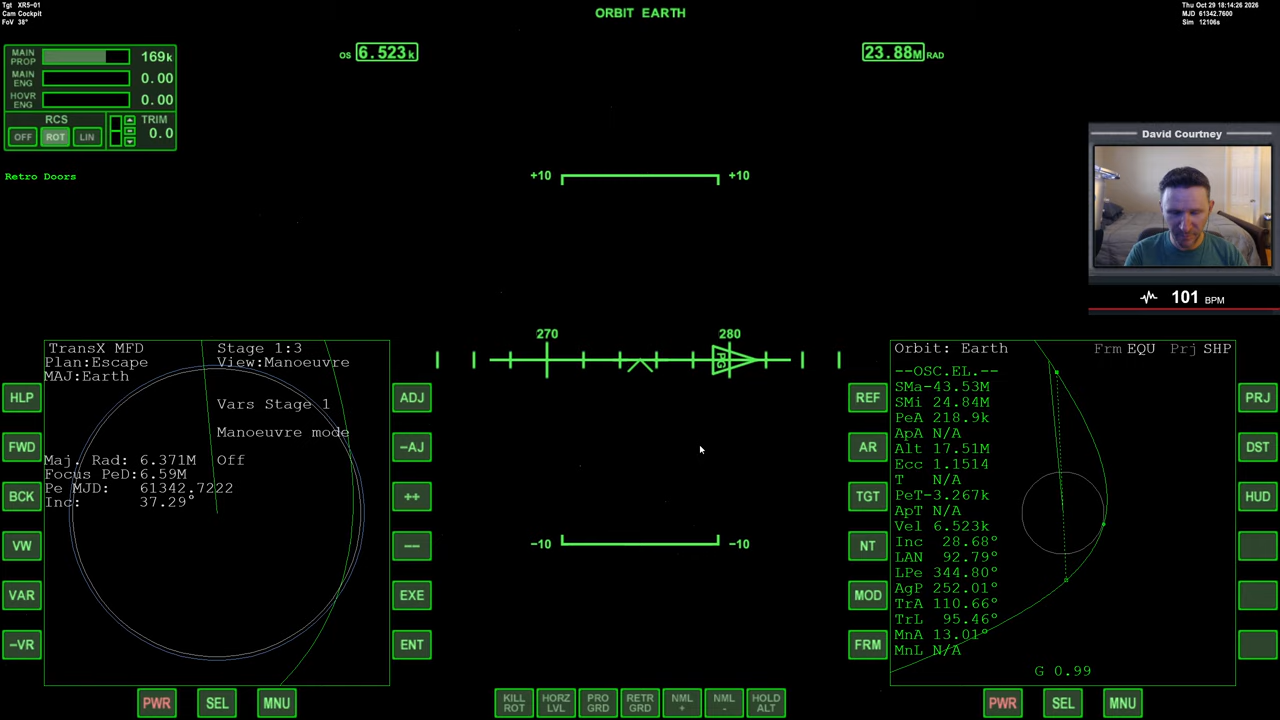 Tgt XR5-01
Cam Cockpit
FoV 38°
ORBIT EARTH
Thu Oct 29 18:14:26 2026
MJD 61342.7600
Sim 12106s
MAIN PROP 169k
MAIN ENG 0.00
HOVR ENG 0.00
RCS TRIM
OFF ROT LIN 0.0
Retro Doors
OS 6.523k
23.88M RAD
David Courtney
101 BPM
+10 +10
270 280
PG
-10 -10
TransX MFD Stage 1:3
Plan:Escape View:Manoeuvre
MAJ:Earth
Vars Stage 1
Manoeuvre mode
Maj. Rad: 6.371M Off
Focus PeD:6.59M
Pe MJD: 61342.7222
Inc: 37.29°
HLP
FWD
BCK
VW
VAR
-VR
ADJ
-AJ
++
--
EXE
ENT
PWR SEL MNU
KILL ROT
HORZ LVL
PRO GRD
RETR GRD
NML +
NML -
HOLD ALT
Orbit: Earth Frm EQU Prj SHP
--OSC.EL.--
SMa-43.53M
SMi 24.84M
PeA 218.9k
ApA N/A
Alt 17.51M
Ecc 1.1514
T N/A
PeT-3.267k
ApT N/A
Vel 6.523k
Inc 28.68°
LAN 92.79°
LPe 344.80°
AgP 252.01°
TrA 110.66°
TrL 95.46°
MnA 13.01°
MnL N/A
G 0.99
REF
AR
TGT
NT
MOD
FRM
PRJ
DST
HUD
PWR SEL MNU